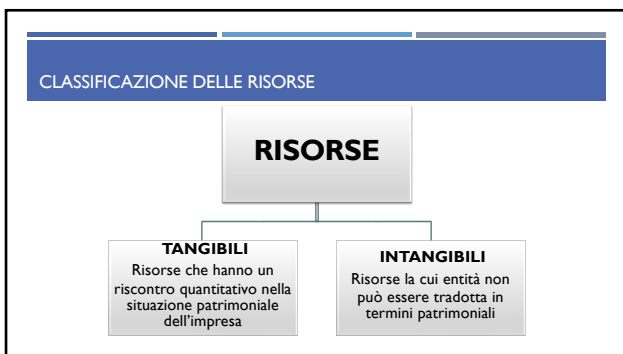 CLASSIFICAZIONE DELLE RISORSE
RISORSE
TANGIBILI
Risorse che hanno un
riscontro quantitativo nella
situazione patrimoniale
dell'impresa
INTANGIBILI
Risorse la cui entità non
può essere tradotta in
termini patrimoniali